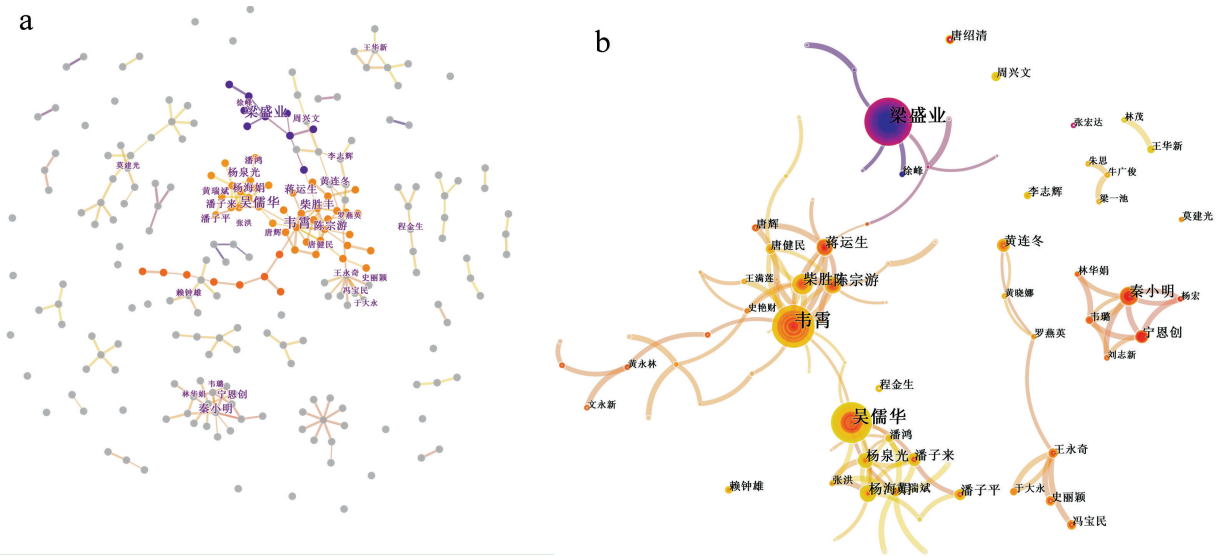 a
王华新
徐峰
梁盛业
周兴文
李志辉
莫建光
潘鸿
杨泉光
黄连冬
黄瑞斌
杨海娟
蒋运生
潘子来
吴儒华
柴胜丰
潘子平
张洪
韦霄
陈宗游
罗燕英
唐辉
程金生
唐健民
王永奇
史丽颖
赖钟雄
冯宝民
于大永
韦璐
林华娟
宁恩创
秦小明
b
唐绍清
周兴文
梁盛业
张宏达
林茂
王华新
徐峰
朱思
牛广俊
李志辉
梁一池
莫建光
唐辉
蒋运生
黄连冬
唐健民
王满莲
柴胜
陈宗游
林华娟
秦小明
杨宏
黄晓娜
史艳财
韦霄
韦璐
罗燕英
宁恩创
刘志新
黄永林
程金生
文永新
吴儒华
潘鸿
杨泉光
潘子来
王永奇
张洪
赖钟雄
杨海娟
瑞斌
潘子平
于大永
史丽颖
冯宝民